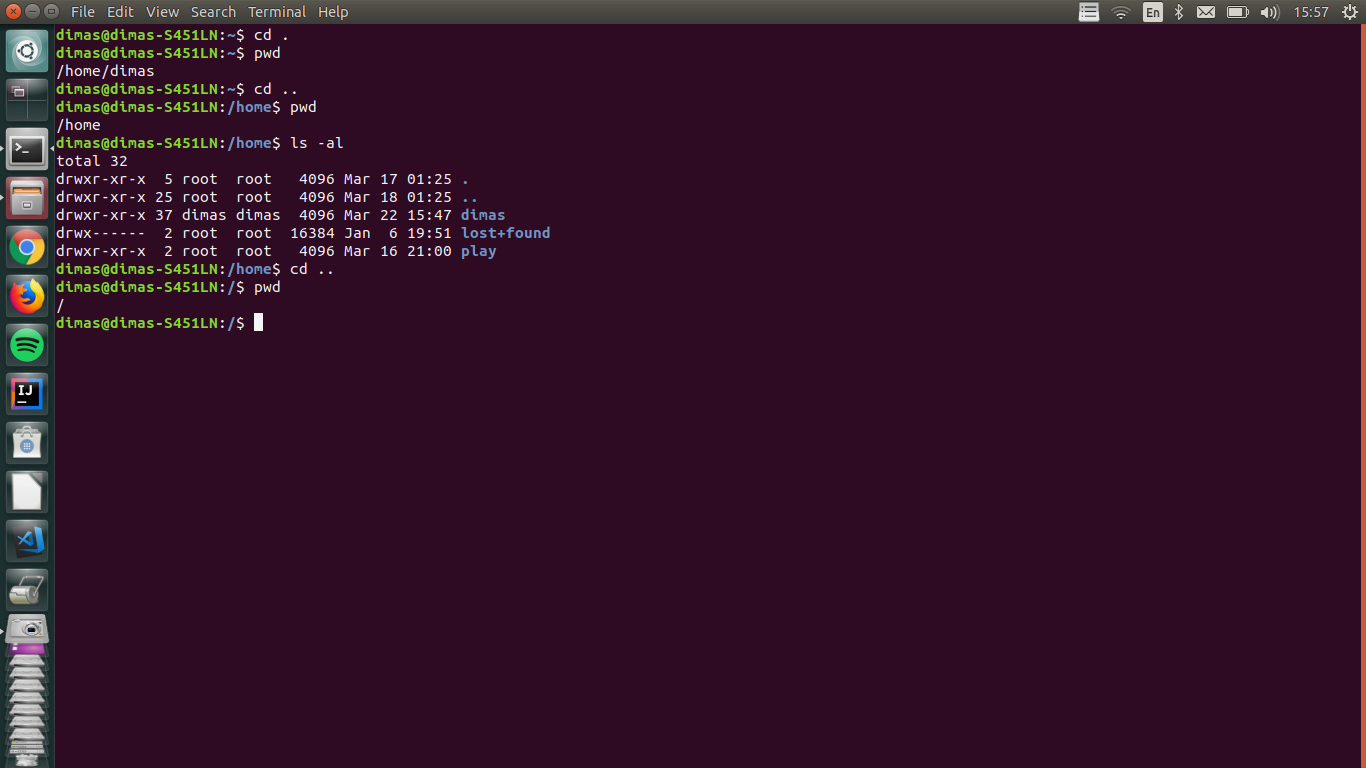 File Edit View Search Terminal Help En 15:57
dimas@dimas-S451LN:~$ cd .
dimas@dimas-S451LN:~$ pwd
/home/dimas
dimas@dimas-S451LN:~$ cd ..
dimas@dimas-S451LN:/home$ pwd
/home
dimas@dimas-S451LN:/home$ ls -al
total 32
drwxr-xr-x  5 root  root   4096 Mar 17 01:25 .
drwxr-xr-x 25 root  root   4096 Mar 18 01:25 ..
drwxr-xr-x 37 dimas dimas  4096 Mar 22 15:47 dimas
drwx------  2 root  root  16384 Jan  6 19:51 lost+found
drwxr-xr-x  2 root  root   4096 Mar 16 21:00 play
dimas@dimas-S451LN:/home$ cd ..
dimas@dimas-S451LN:/$ pwd
/
dimas@dimas-S451LN:/$
>_
IJ